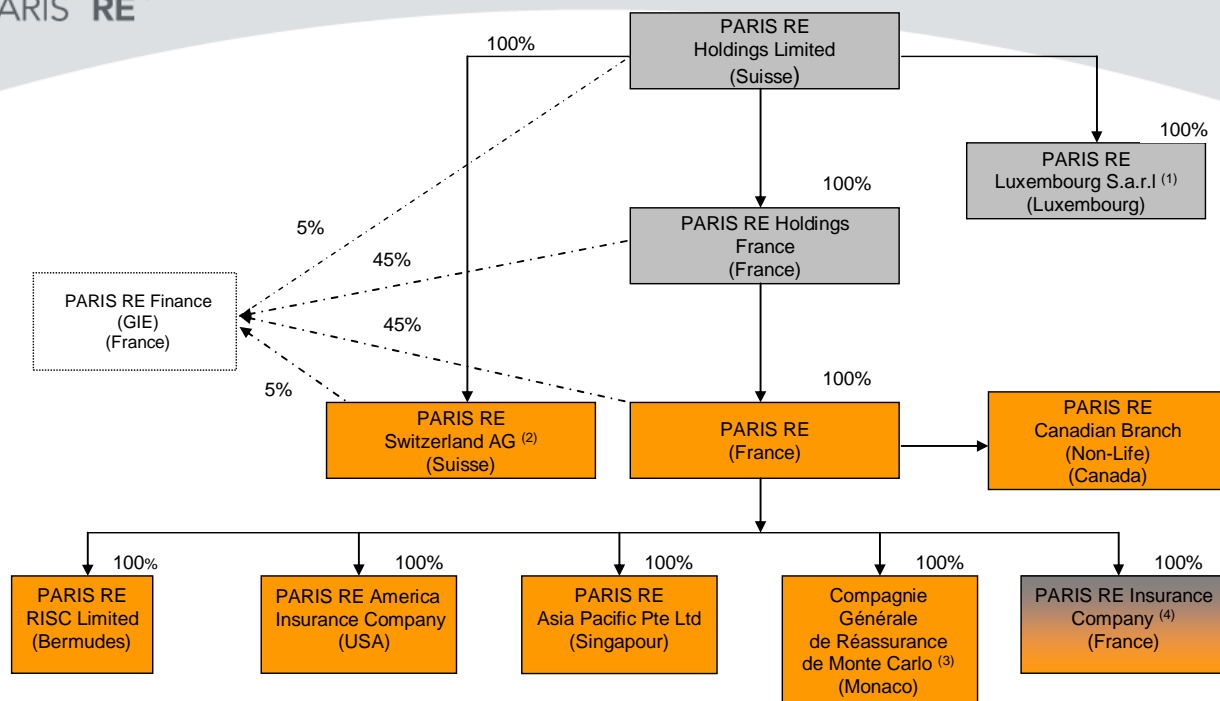 ARIS RE
PARIS RE
Holdings Limited
(Suisse)
100%
100%
PARIS RE
Luxembourg S.a.r.l (1)
(Luxembourg)
100%
PARIS RE Holdings
France
(France)
5%
45%
PARIS RE Finance
(GIE)
(France)
45%
5%
100%
PARIS RE
Switzerland AG (2)
(Suisse)
PARIS RE
(France)
PARIS RE
Canadian Branch
(Non-Life)
(Canada)
100%
100%
100%
100%
100%
PARIS RE
RISC Limited
(Bermudes)
PARIS RE America
Insurance Company
(USA)
PARIS RE
Asia Pacific Pte Ltd
(Singapour)
Compagnie
Générale
de Réassurance
de Monte Carlo (3)
(Monaco)
PARIS RE Insurance
Company (4)
(France)